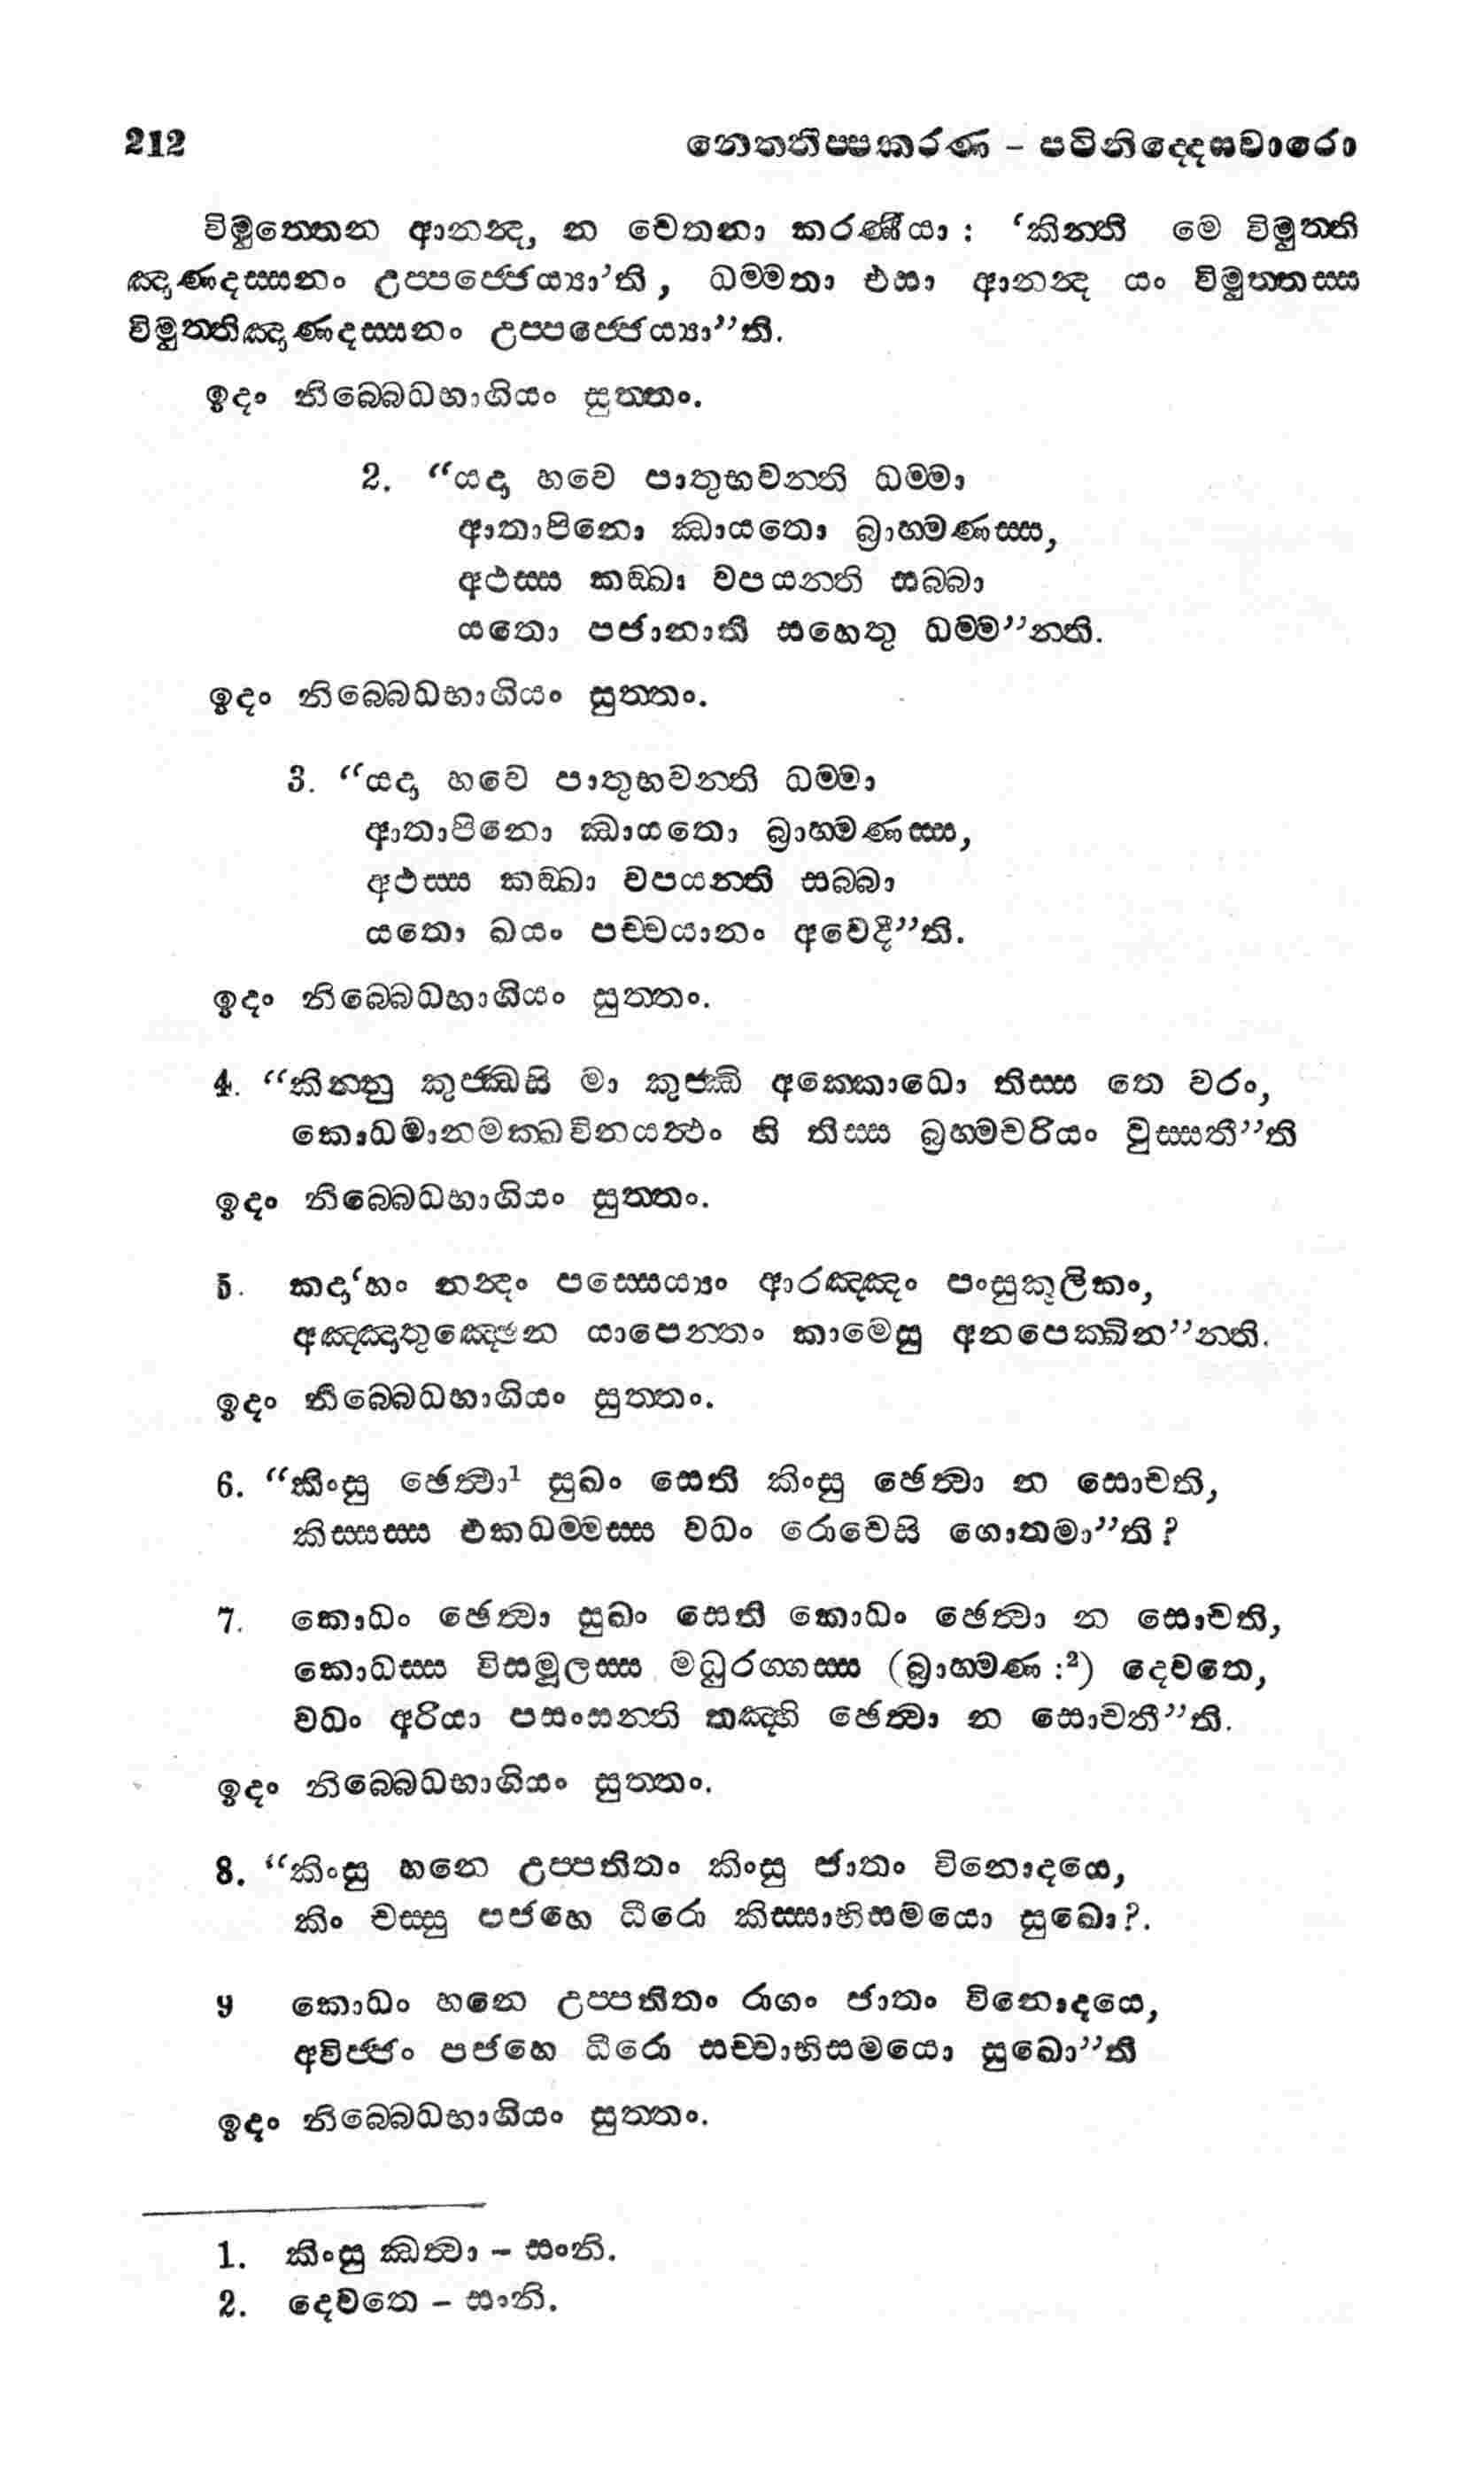 212 නෙත්තිප්පකරණ - පටිනිද්දෙසවාරො
විමුත්තෙන ආනන්ද, න චෙතනා කරණීයා : ‘කින්ති මෙ විමුත්ති
ඤාණදස්සනං උප්පජ්ජෙය්‍යා’ති, ධම්මතා එසා ආනන්ද යං විමුත්තස්ස
විමුත්තිඤාණදස්සනං උප්පජ්ජෙය්‍යා”ති.
ඉදං නිබ්බෙධභාගියං සුත්තං.
2. “යදා හවෙ පාතුභවන්ති ධම්මා
ආතාපිනො ඣායතො බ්‍රාහ්මණස්ස,
අථස්ස කඞ්ඛා වපයන්ති සබ්බා
යතො පජානාති සහෙතු ධම්ම”න්ති.
ඉදං නිබ්බෙධභාගියං සුත්තං.
3. “යදා හවෙ පාතුභවන්ති ධම්මා
ආතාපිනො ඣායතො බ්‍රාහ්මණස්ස,
අථස්ස කඞ්ඛා වපයන්ති සබ්බා
යතො ඛයං පච්චයානං අවෙදී”ති.
ඉදං නිබ්බෙධභාගියං සුත්තං.
4. “කින්නු කුජ්ඣසි මා කුජ්ඣි අක්කොධො තිස්ස තෙ වරං,
කොධමානමක්ඛවිනයත්ථං හි තිස්ස බ්‍රහ්මචරියං වුස්සතී”ති
ඉදං නිබ්බෙධභාගියං සුත්තං.
5. කදා‘හං නන්දං පස්සෙය්‍යං ආරඤ්ඤං පංසුකූලිකං,
අඤ්ඤාතුඤ්ඡෙන යාපෙන්තං කාමෙසු අනපෙක්ඛින”න්ති.
ඉදං නිබ්බෙධභාගියං සුත්තං.
6. “කිංසු ඡෙත්වා1 සුඛං සෙති කිංසු ඡෙත්වා න සොචති,
කිස්සස්ස එකධම්මස්ස වධං රොචෙසි ගොතමා”ති?
7. කොධං ඡෙත්වා සුඛං සෙති කොධං ඡෙත්වා න සොචති,
කොධස්ස විසමූලස්ස මධුරග්ගස්ස (බ්‍රාහ්මණ :2) දෙවතෙ,
වධං අරියා පසංසන්ති තඤ්හි ඡෙත්වා න සොචතී”ති.
ඉදං නිබ්බෙධභාගියං සුත්තං.
8. “කිංසු හනෙ උප්පතිතං කිංසු ජාතං විනොදයෙ,
කිං චස්සු පජහෙ ධීරො කිස්සාභිසමයො සුඛො?.
9 කොධං හනෙ උප්පතිතං රාගං ජාතං විනොදයෙ,
අවිජ්ජං පජහෙ ධීරො සච්චාභිසමයො සුඛො”ති
ඉදං නිබ්බෙධභාගියං සුත්තං.
1. කිංසු ඣත්වා - සංනි.
2. දෙවතෙ - සංනි.